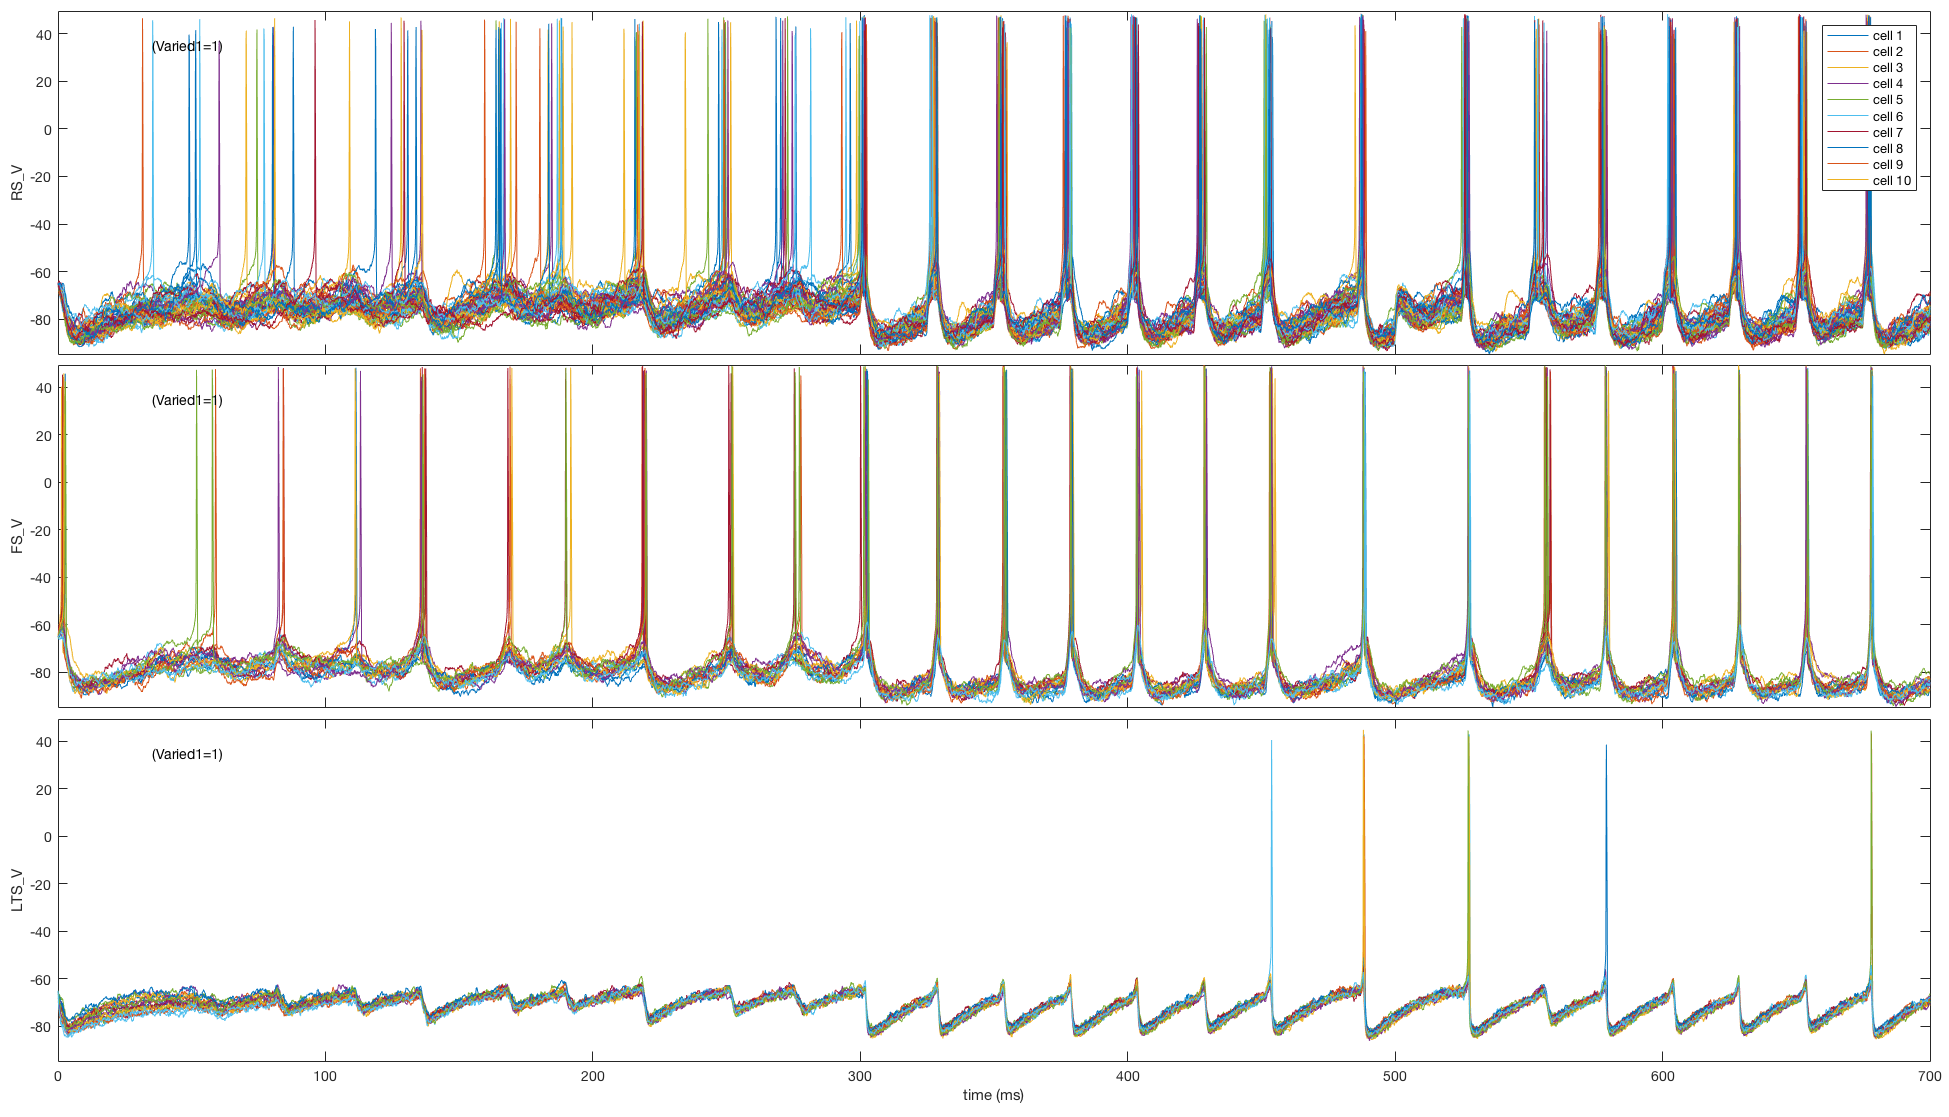 RS_V
40
20
0
-20
-40
-60
-80
(Varied1=1)
cell 1
cell 2
cell 3
cell 4
cell 5
cell 6
cell 7
cell 8
cell 9
cell 10
FS_V
40
20
0
-20
-40
-60
-80
(Varied1=1)
LTS_V
40
20
0
-20
-40
-60
-80
(Varied1=1)
0 100 200 300 400 500 600 700
time (ms)